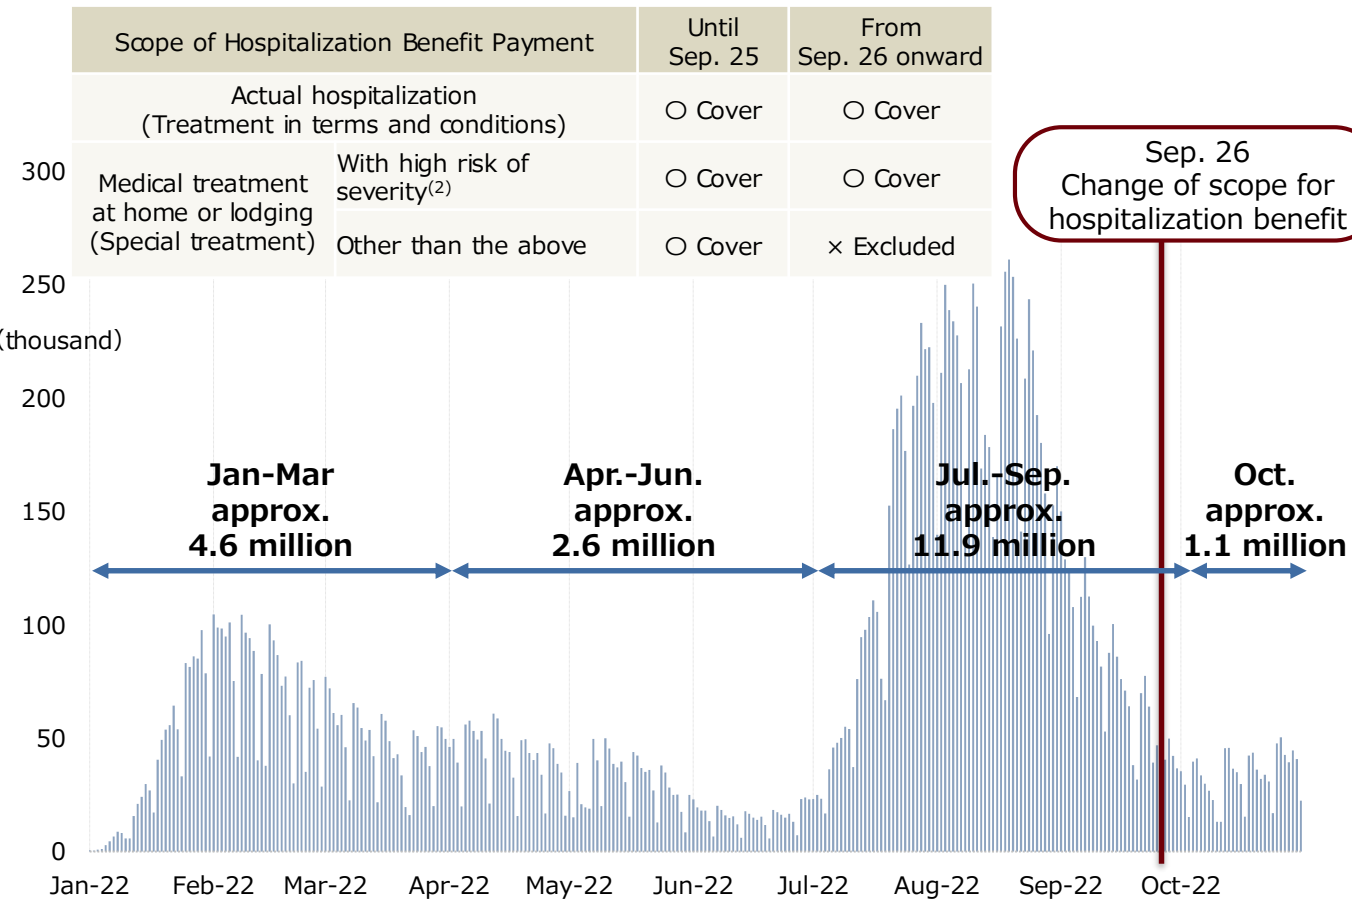 Scope of Hospitalization Benefit Payment
Until
Sep. 25
From
Sep. 26 onward
Actual hospitalization
(Treatment in terms and conditions)
〇 Cover
〇 Cover
Medical treatment
at home or lodging
(Special treatment)
With high risk of
severity(2)
〇 Cover
〇 Cover
Other than the above
〇 Cover
× Excluded
Sep. 26
Change of scope for
hospitalization benefit
300
250
(thousand)
200
150
100
50
0
Jan-Mar
approx.
4.6 million
Apr.-Jun.
approx.
2.6 million
Jul.-Sep.
approx.
11.9 million
Oct.
approx.
1.1 million
Jan-22
Feb-22
Mar-22
Apr-22
May-22
Jun-22
Jul-22
Aug-22
Sep-22
Oct-22